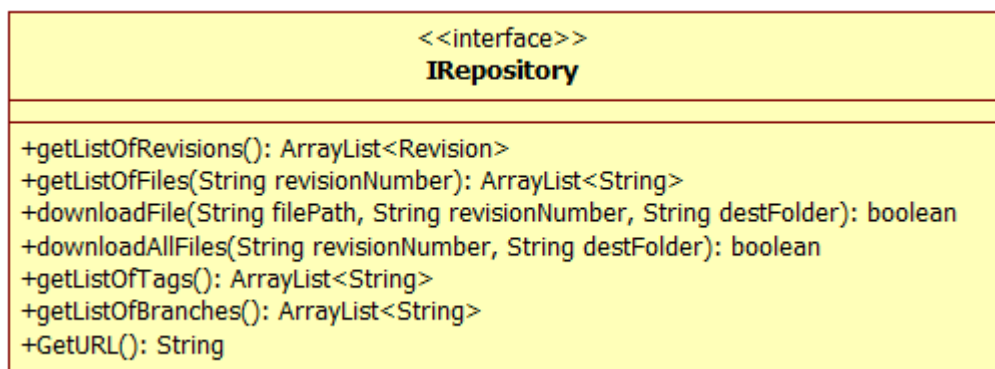 <<interface>>
IRepository
+getListOfRevisions(): ArrayList<Revision>
+getListOfFiles(String revisionNumber): ArrayList<String>
+downloadFile(String filePath, String revisionNumber, String destFolder): boolean
+downloadAllFiles(String revisionNumber, String destFolder): boolean
+getListOfTags(): ArrayList<String>
+getListOfBranches(): ArrayList<String>
+GetURL(): String